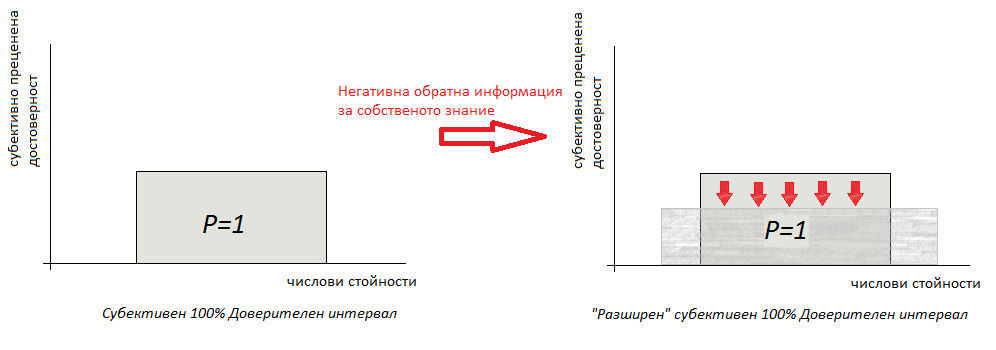 субективно преценена
достоверност
P=1
числови стойности
Субективен 100% Доверителен интервал
Негативна обратна информация
за собственото знание
субективно преценена
достоверност
P=1
числови стойности
"Разширен" субективен 100% Доверителен интервал